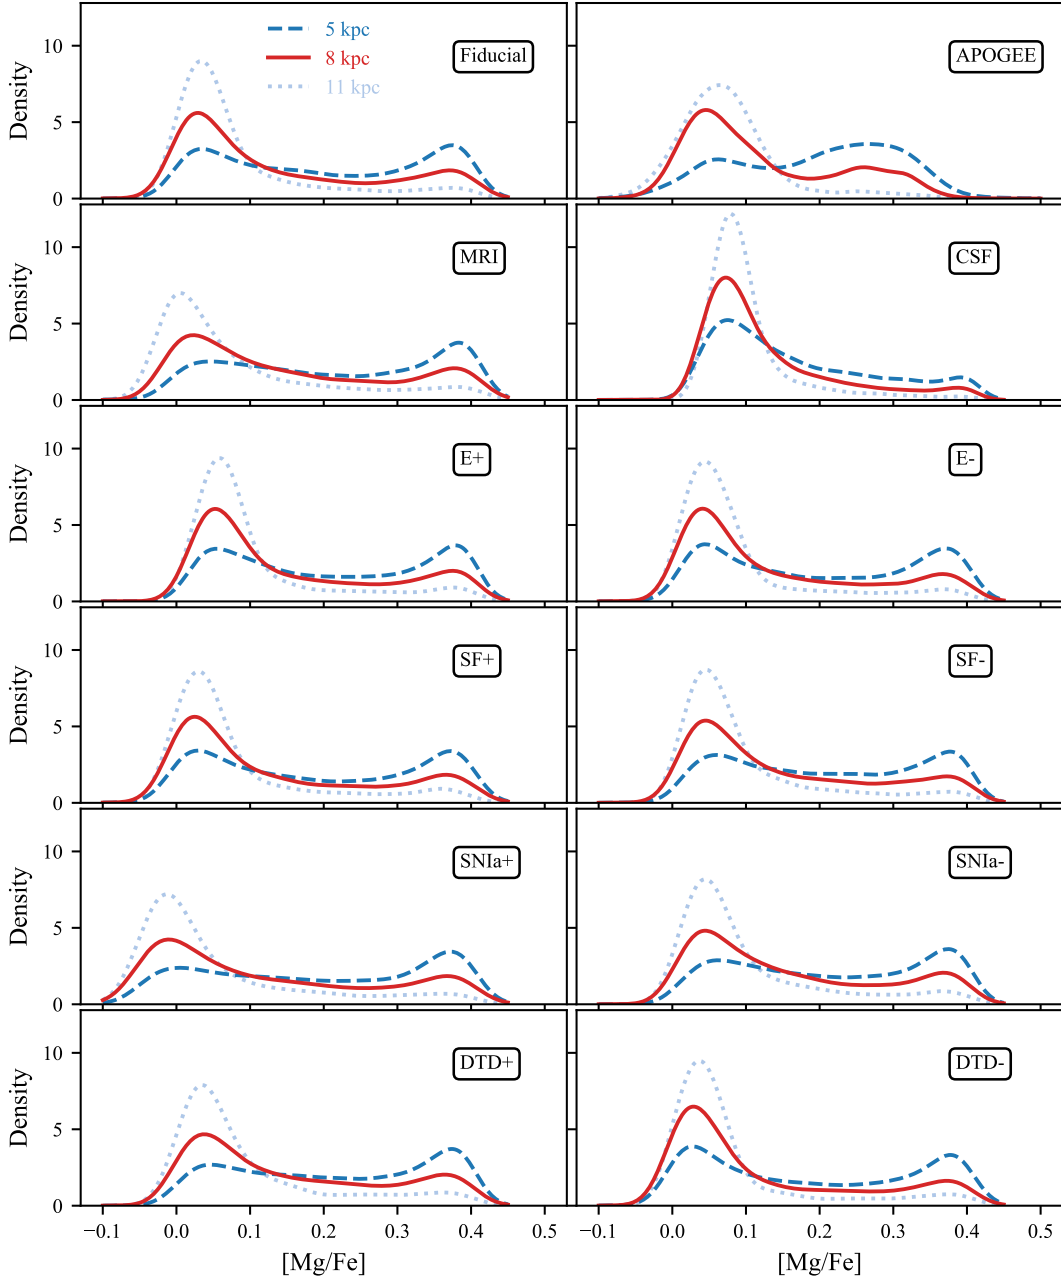 5 kpc
8 kpc
11 kpc
Fiducial
APOGEE
Density
10
5
0
MRI
CSF
Density
10
5
0
E+
E-
Density
10
5
0
SF+
SF-
Density
10
5
0
SNIa+
SNIa-
Density
10
5
0
DTD+
DTD-
Density
10
5
0
−0.1 0.0 0.1 0.2 0.3 0.4 0.5 −0.1 0.0 0.1 0.2 0.3 0.4 0.5
[Mg/Fe] [Mg/Fe]